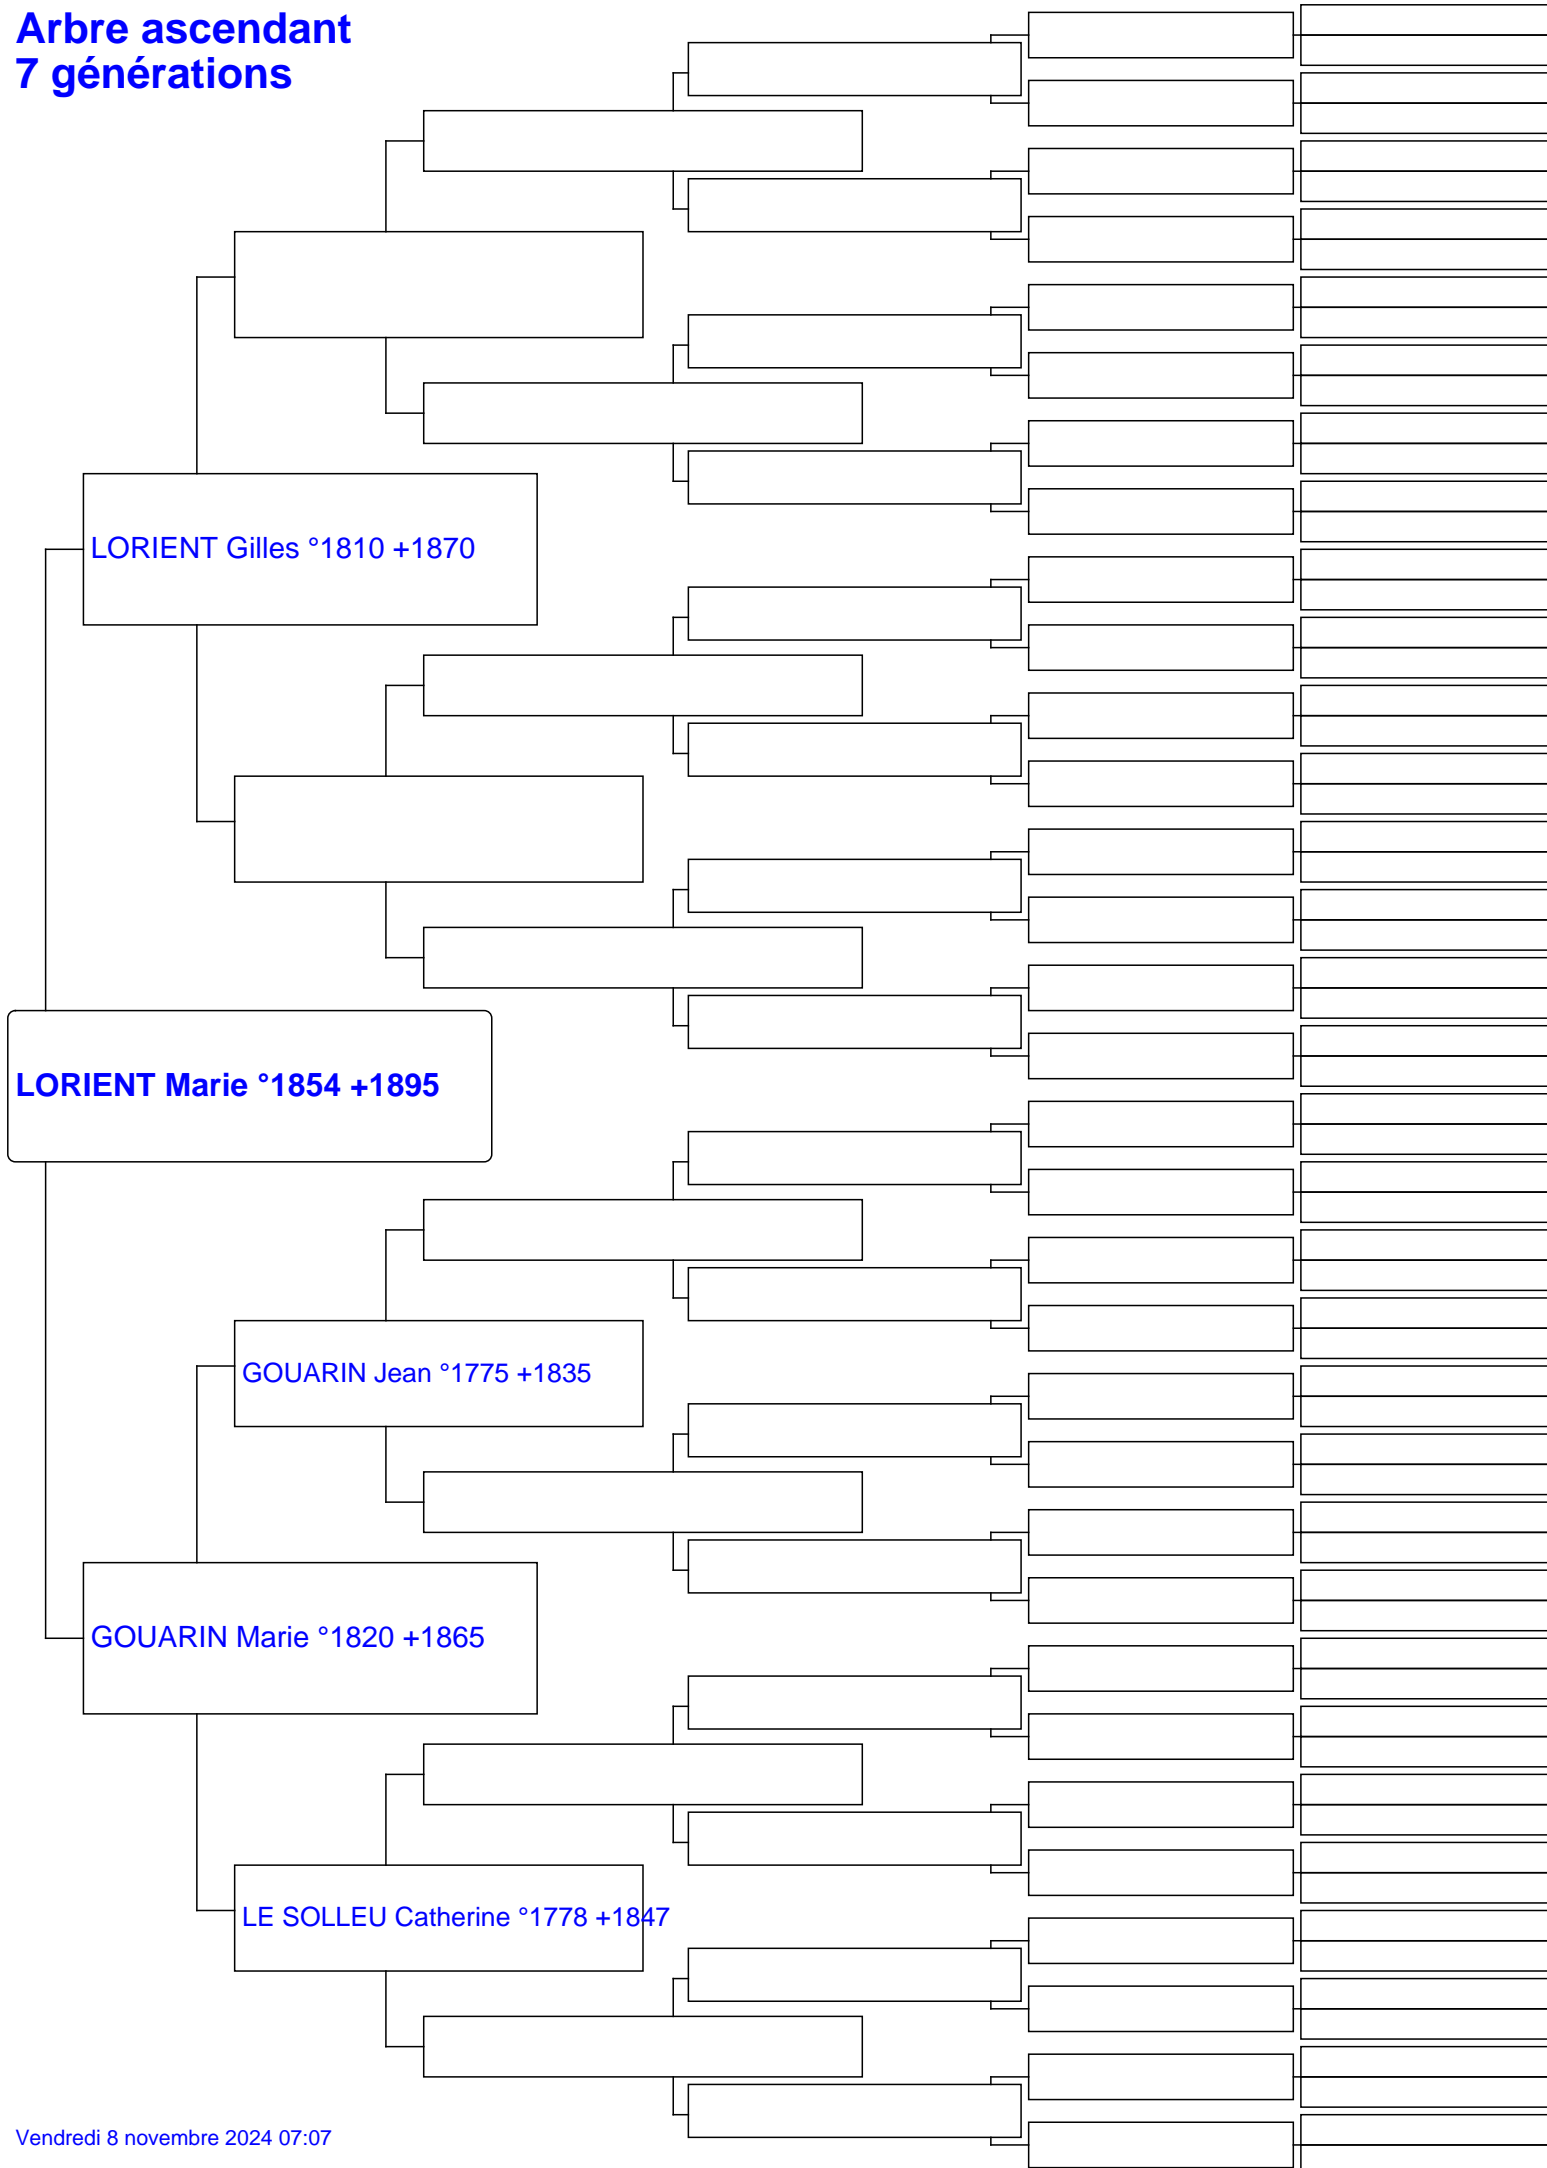 Arbre ascendant
7 générations
LORIENT Gilles °1810 +1870
LORIENT Marie °1854 +1895
GOUARIN Jean °1775 +1835
GOUARIN Marie °1820 +1865
LE SOLLEU Catherine °1778 +1847
Vendredi 8 novembre 2024 07:07